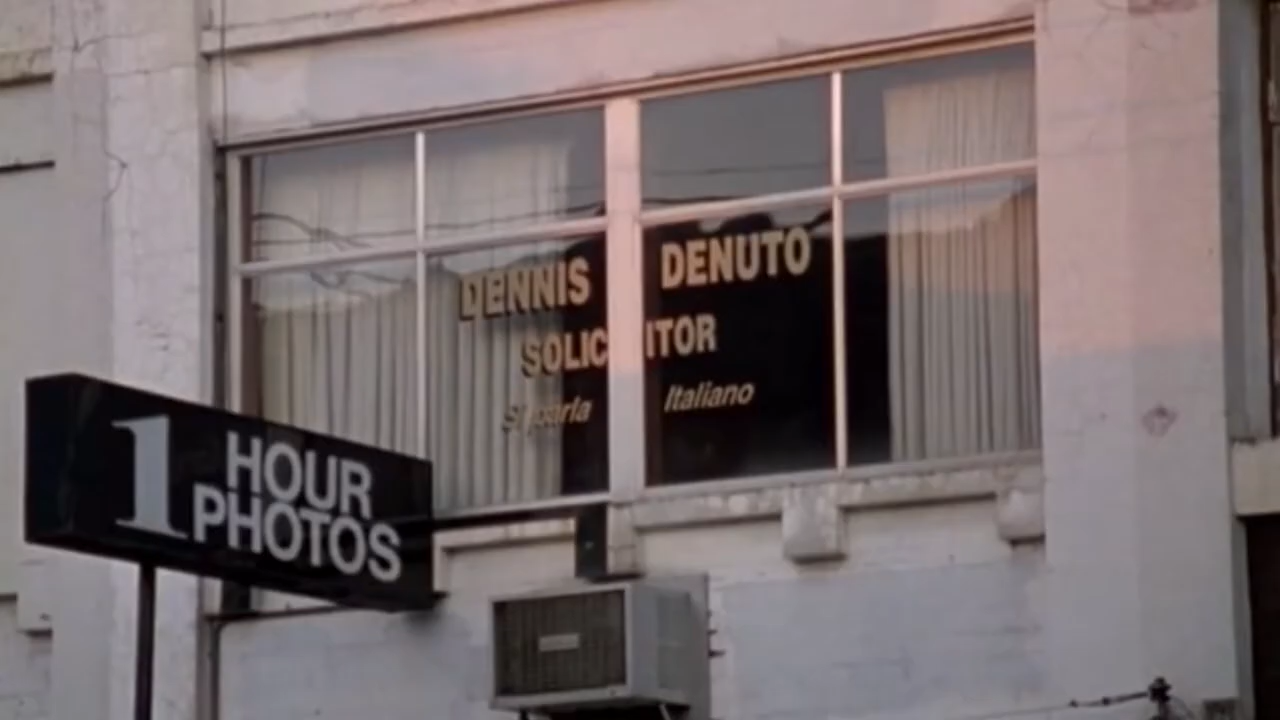 DENNIS DENUTO
SOLICITOR
Si parla Italiano
1 HOUR
PHOTOS